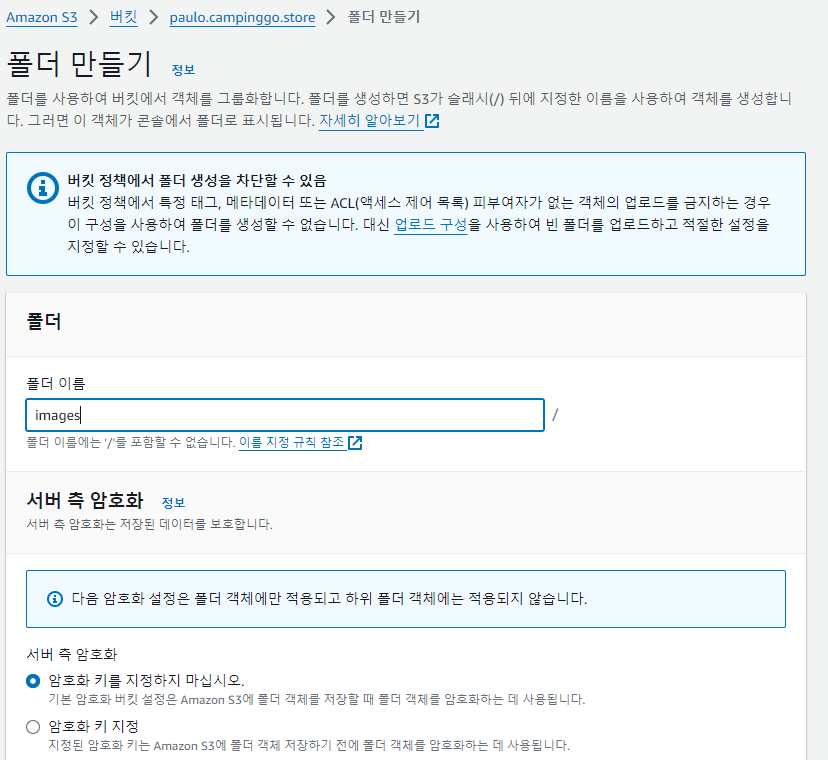 Amazon S3 > 버킷 > paulo.campinggo.store > 폴더 만들기
폴더 만들기 정보
폴더를 사용하여 버킷에서 객체를 그룹화합니다. 폴더를 생성하면 S3가 슬래시(/) 뒤에 지정한 이름을 사용하여 객체를 생성합니
다. 그러면 이 객체가 콘솔에서 폴더로 표시됩니다. 자세히 알아보기
버킷 정책에서 폴더 생성을 차단할 수 있음
버킷 정책에서 특정 태그, 메타데이터 또는 ACL(액세스 제어 목록) 피부여자가 없는 객체의 업로드를 금지하는 경우
이 구성을 사용하여 폴더를 생성할 수 없습니다. 대신 업로드 구성을 사용하여 빈 폴더를 업로드하고 적절한 설정을
지정할 수 있습니다.
폴더
폴더 이름
images /
폴더 이름에는 '/'를 포함할 수 없습니다. 이름 지정 규칙 참조
서버 측 암호화 정보
서버 측 암호화는 저장된 데이터를 보호합니다.
다음 암호화 설정은 폴더 객체에만 적용되고 하위 폴더 객체에는 적용되지 않습니다.
서버 측 암호화
암호화 키를 지정하지 마십시오.
기본 암호화 버킷 설정은 Amazon S3에 폴더 객체를 저장할 때 폴더 객체를 암호화하는 데 사용됩니다.
암호화 키 지정
지정된 암호화 키는 Amazon S3에 폴더 객체 저장하기 전에 폴더 객체를 암호화하는 데 사용됩니다.